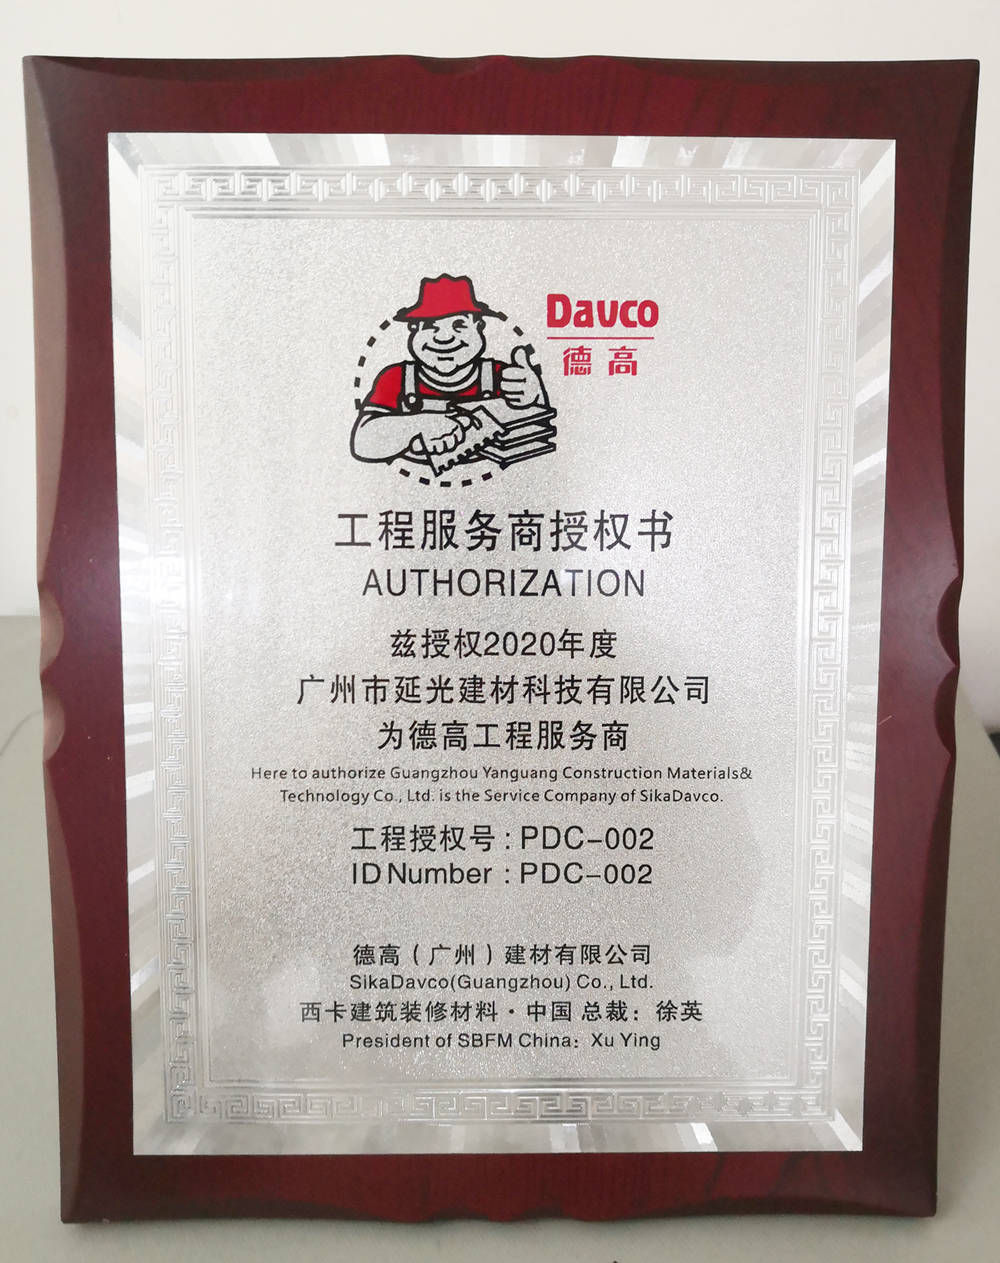 Davco
德高
工程服务商授权书
AUTHORIZATION
兹授权2020年度
广州市延光建材科技有限公司
为德高工程服务商
Here to authorize Guangzhou Yanguang Construction Materials&
Technology Co., Ltd. is the Service Company of SikaDavco.
工程授权号：PDC-002
ID Number：PDC-002
德高（广州）建材有限公司
SikaDavco(Guangzhou) Co., Ltd.
西卡建筑装修材料·中国 总裁：徐英
President of SBFM China：Xu Ying